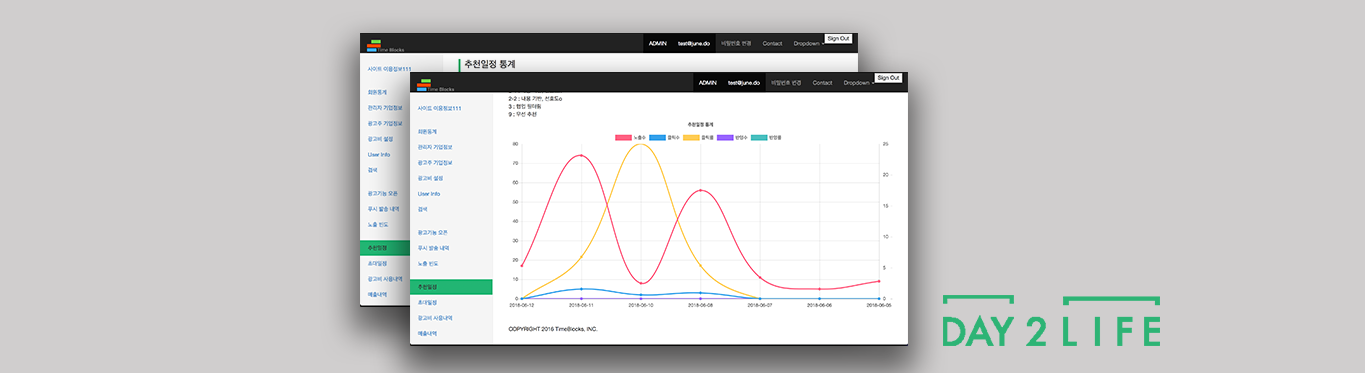 Time Blocks
ADMIN test@june.do 비밀번호 변경 Contact Dropdown
Sign Out
사이트 이용정보111
추천일정 통계
회원통계
관리자 기업정보
광고주 기업정보
광고비 설정
User Info
검색
광고기능 오픈
푸시 발송 내역
노출 빈도
추천일정
초대일정
광고비 사용내역
매출내역
Time Blocks
ADMIN test@june.do 비밀번호 변경 Contact Dropdown
Sign Out
사이트 이용정보111
회원통계
관리자 기업정보
광고주 기업정보
광고비 설정
User Info
검색
광고기능 오픈
푸시 발송 내역
노출 빈도
추천일정
초대일정
광고비 사용내역
매출내역
2-2 : 내용 기반, 선호도o
3 : 협업 필터링
9 : 우선 추천
추천일정 통계
노출수 클릭수 클릭률 반영수 반영률
80
70
60
50
40
30
20
10
0
25
20
15
10
5
0
2018-06-12 2018-06-11 2018-06-10 2018-06-08 2018-06-07 2018-06-06 2018-06-05
COPYRIGHT 2016 TimeBlocks, INC.
DAY 2 LIFE